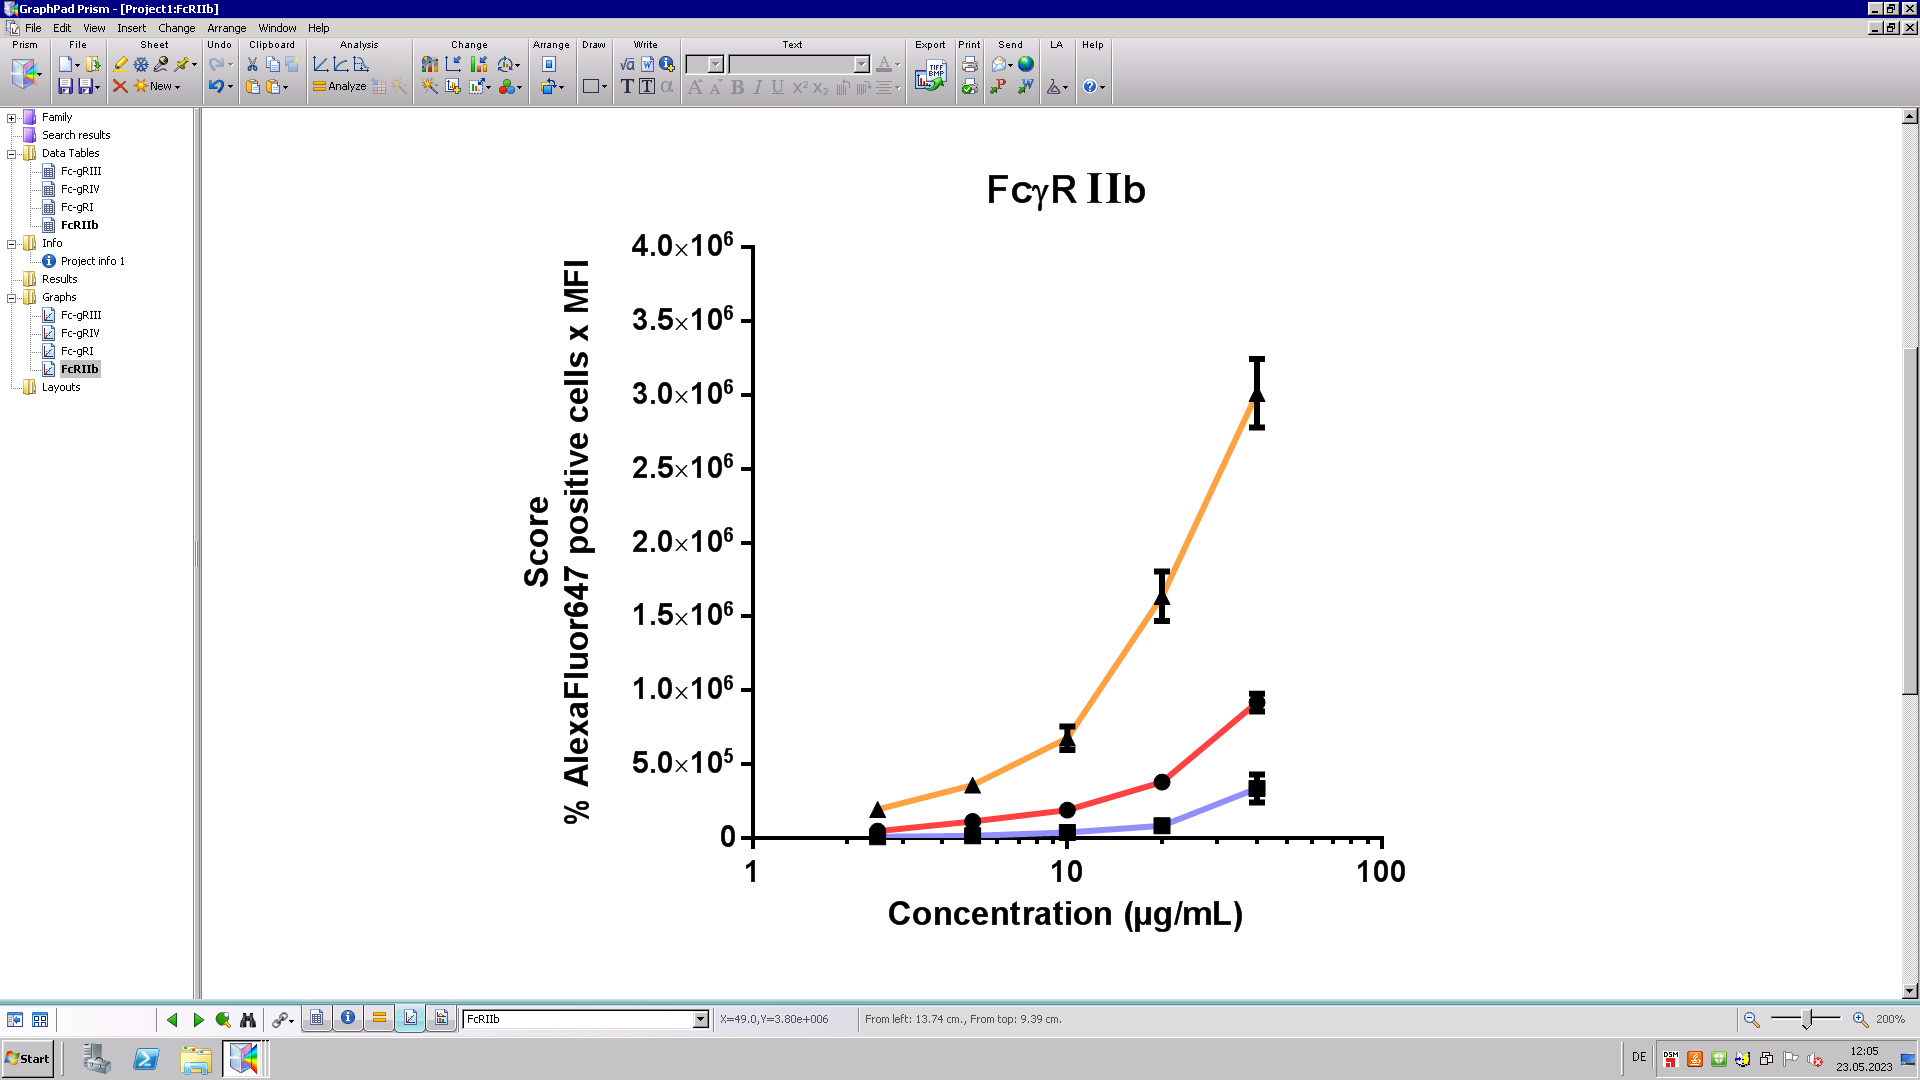 GraphPad Prism - [Project1:FcRIIb]
File Edit View Insert Change Arrange Window Help
Prism File Sheet Undo Clipboard Analysis Change Arrange Draw Write Text Export Print Send LA Help
Analyze
New
Family
Search results
Data Tables
Fc-gRIII
Fc-gRIV
Fc-gRI
FcRIIb
Info
Project info 1
Results
Graphs
Fc-gRIII
Fc-gRIV
Fc-gRI
FcRIIb
Layouts
FcγR IIb
4.0×10⁶
3.5×10⁶
3.0×10⁶
2.5×10⁶
2.0×10⁶
1.5×10⁶
1.0×10⁶
5.0×10⁵
0
Score
% AlexaFluor647 positive cells x MFI
1 10 100
Concentration (µg/mL)
FcRIIb
X=49.0,Y=3.80e+006
From left: 13.74 cm., From top: 9.39 cm.
200%
Start
DE
12:05
23.05.2023